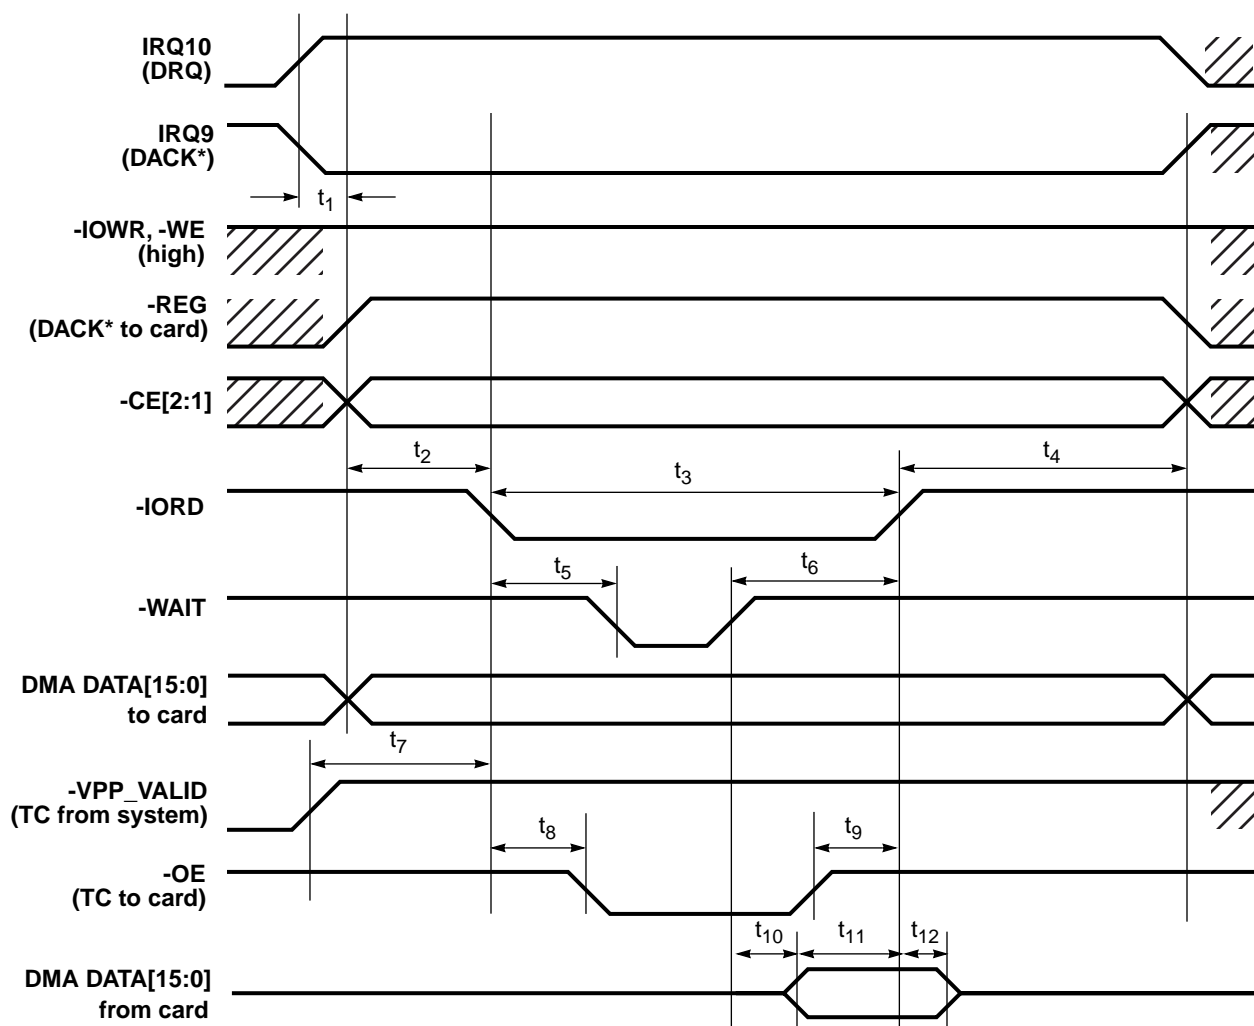 IRQ10
(DRQ)
IRQ9
(DACK*)
t1
-IOWR, -WE
(high)
-REG
(DACK* to card)
-CE[2:1]
t2
t3
t4
-IORD
t5
t6
-WAIT
DMA DATA[15:0]
to card
t7
-VPP_VALID
(TC from system)
t8
t9
-OE
(TC to card)
t10
t11
t12
DMA DATA[15:0]
from card